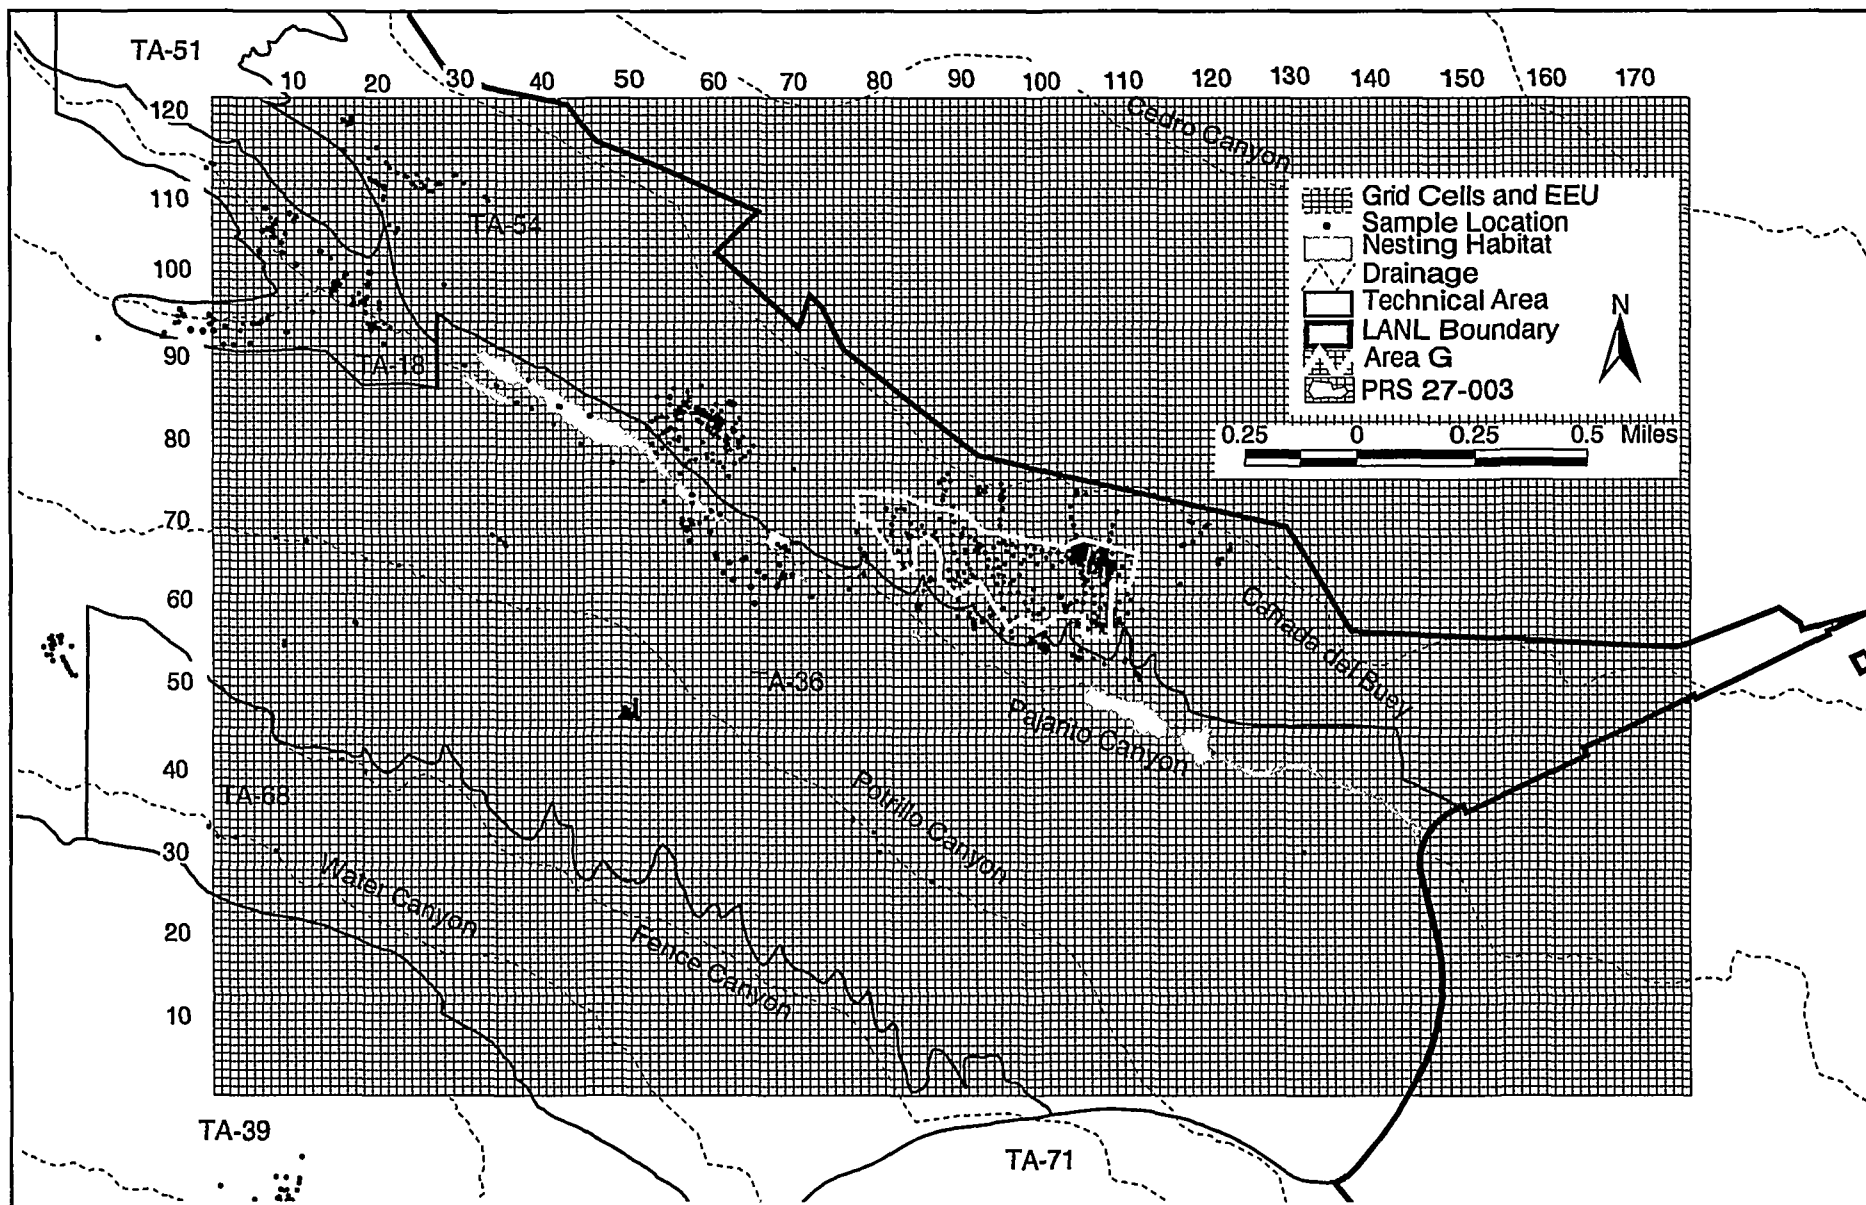 TA-51
10 20 30 40 50 60 70 80 90 100 110 120 130 140 150 160 170
120
110
100
90
80
70
60
50
40
30
20
10
Cedro Canyon
TA-54
A-18
Grid Cells and EEU
Sample Location
Nesting Habitat
Drainage
Technical Area
LANL Boundary
Area G
PRS 27-003
N
0.25 0 0.25 0.5 Miles
Canada del Buey
A-36
Pajarito Canyon
Potrillo Canyon
TA-68
Water Canyon
Fence Canyon
TA-39
TA-71